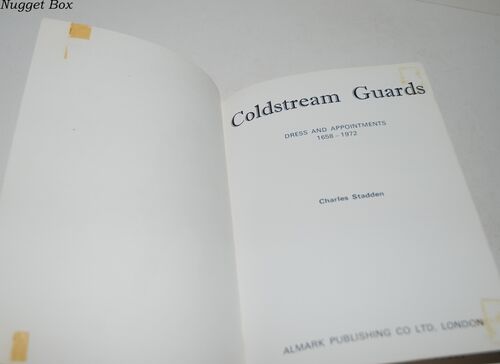 Nugget Box
Coldstream Guards
DRESS AND APPOINTMENTS
1658 - 1972
Charles Stadden
ALMARK PUBLISHING CO LTD, LONDON